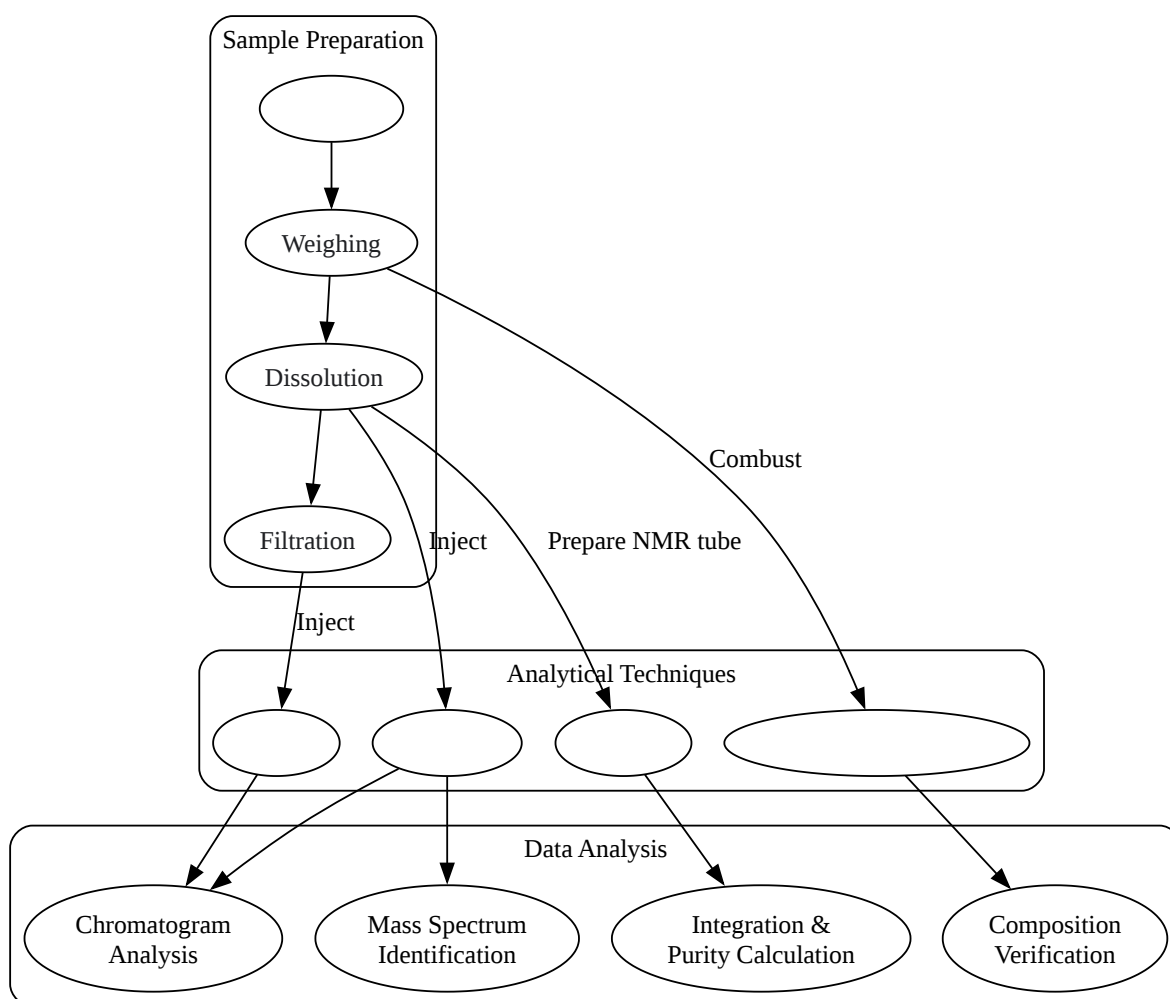 Sample Preparation
Weighing
Dissolution
Combust
Filtration
Inject
Prepare NMR tube
Inject
Analytical Techniques
Data Analysis
Chromatogram
Analysis
Mass Spectrum
Identification
Integration &
Purity Calculation
Composition
Verification